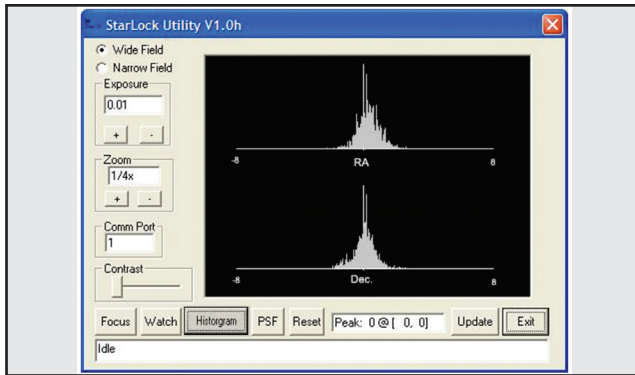 StarLock Utility V1.0h
Wide Field
Narrow Field
Exposure
0.01
+ -
Zoom
1/4x
+ -
Comm Port
1
Contrast
-8 RA 8
-8 Dec. 8
Focus Watch Historgram PSF Reset Peak: 0 @ [ 0, 0] Update Exit
Idle